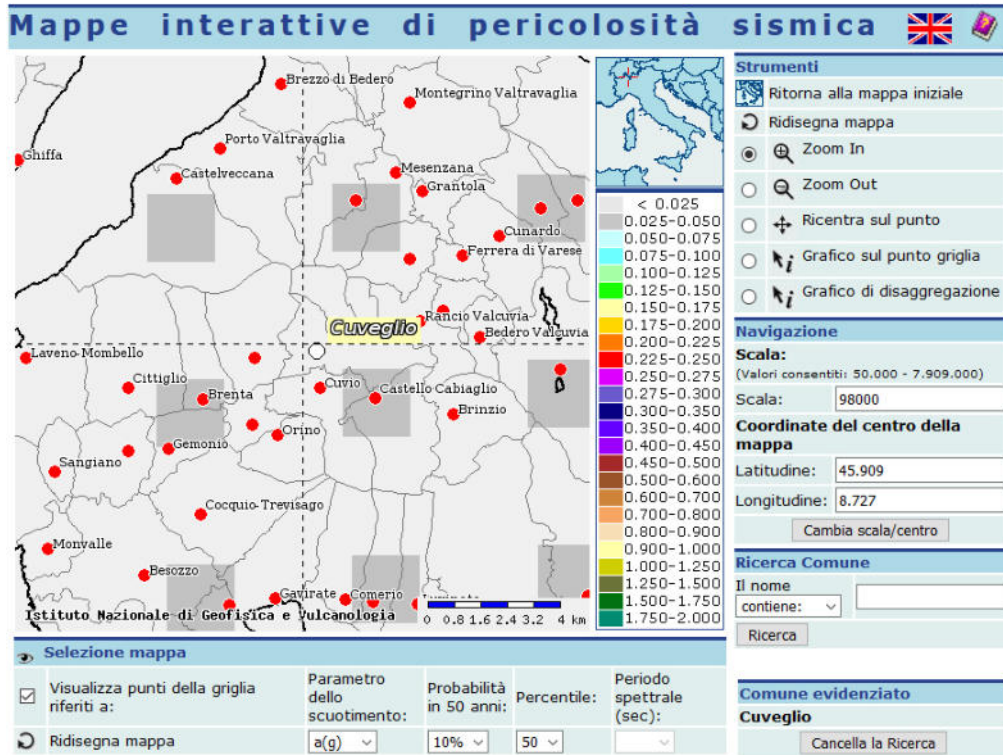 Mappe interattive di pericolosità sismica
Brezzo di Bedero
Montegrino Valtravaglia
Porto Valtravaglia
Ghiffa
Castelveccana
Mesenzana
Grantola
Cunardo
Ferrera di Varese
Rancio Valcuvia
Cuveglio
Bedero Valcuvia
Laveno-Mombello
Cittiglio
Brenta
Cuvio
Castello Cabiaglio
Brinzio
Orino
Gemonio
Sangiano
Cocquio-Trevisago
Monvalle
Besozzo
Gavirate
Comerio
Istituto Nazionale di Geofisica e Vulcanologia
0 0.8 1.6 2.4 3.2 4 km
< 0.025
0.025-0.050
0.050-0.075
0.075-0.100
0.100-0.125
0.125-0.150
0.150-0.175
0.175-0.200
0.200-0.225
0.225-0.250
0.250-0.275
0.275-0.300
0.300-0.350
0.350-0.400
0.400-0.450
0.450-0.500
0.500-0.600
0.600-0.700
0.700-0.800
0.800-0.900
0.900-1.000
1.000-1.250
1.250-1.500
1.500-1.750
1.750-2.000
Strumenti
Ritorna alla mappa iniziale
Ridisegna mappa
Zoom In
Zoom Out
Ricentra sul punto
Grafico sul punto griglia
Grafico di disaggregazione
Navigazione
Scala:
(Valori consentiti: 50.000 - 7.909.000)
Scala: 98000
Coordinate del centro della
mappa
Latitudine: 45.909
Longitudine: 8.727
Cambia scala/centro
Ricerca Comune
Il nome
contiene:
Ricerca
Comune evidenziato
Cuveglio
Cancella la Ricerca
Selezione mappa
Visualizza punti della griglia
riferiti a:
Parametro
dello
scuotimento:
Probabilità
in 50 anni:
Percentile:
Periodo
spettrale
(sec):
Ridisegna mappa
a(g)
10%
50